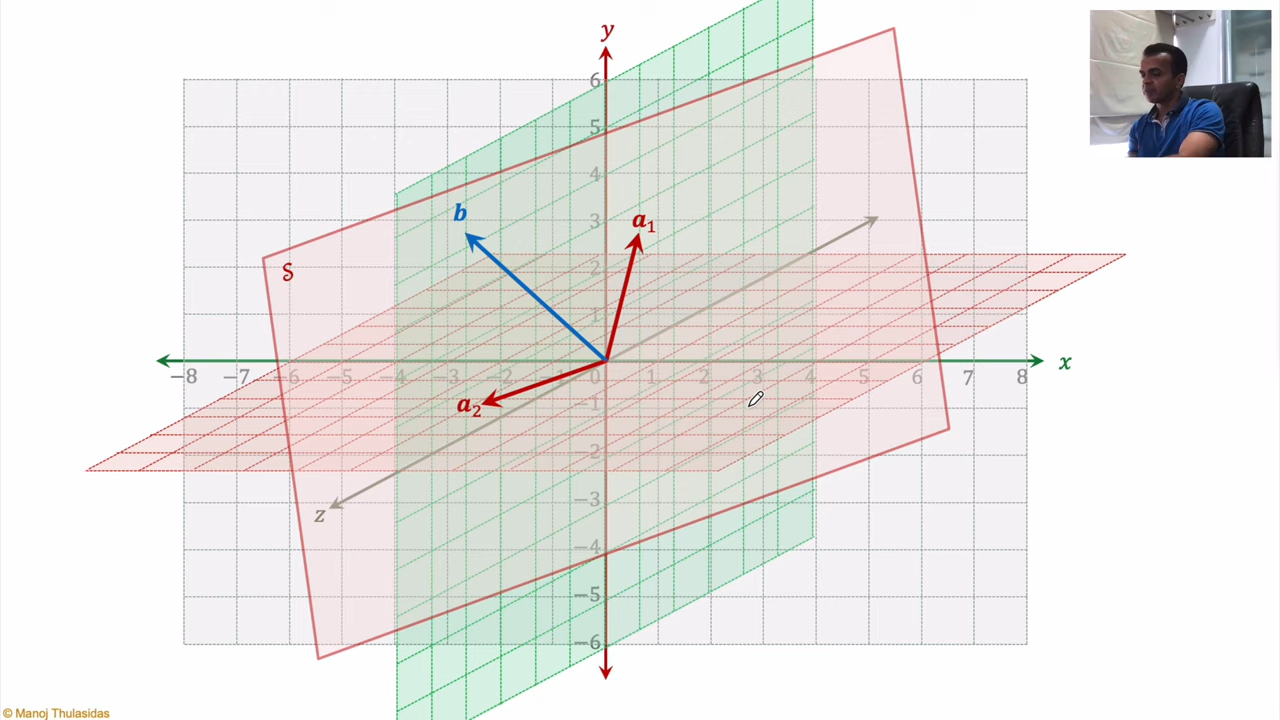 y
6
5
b
4
a₁
3
S
2
1
x
−8 −7 −6 −5 −4 −3 −2 0 1 2 3 4 5 6 7 8
a₂
−1
−2
−3
z
−4
−5
−6
© Manoj Thulasidas